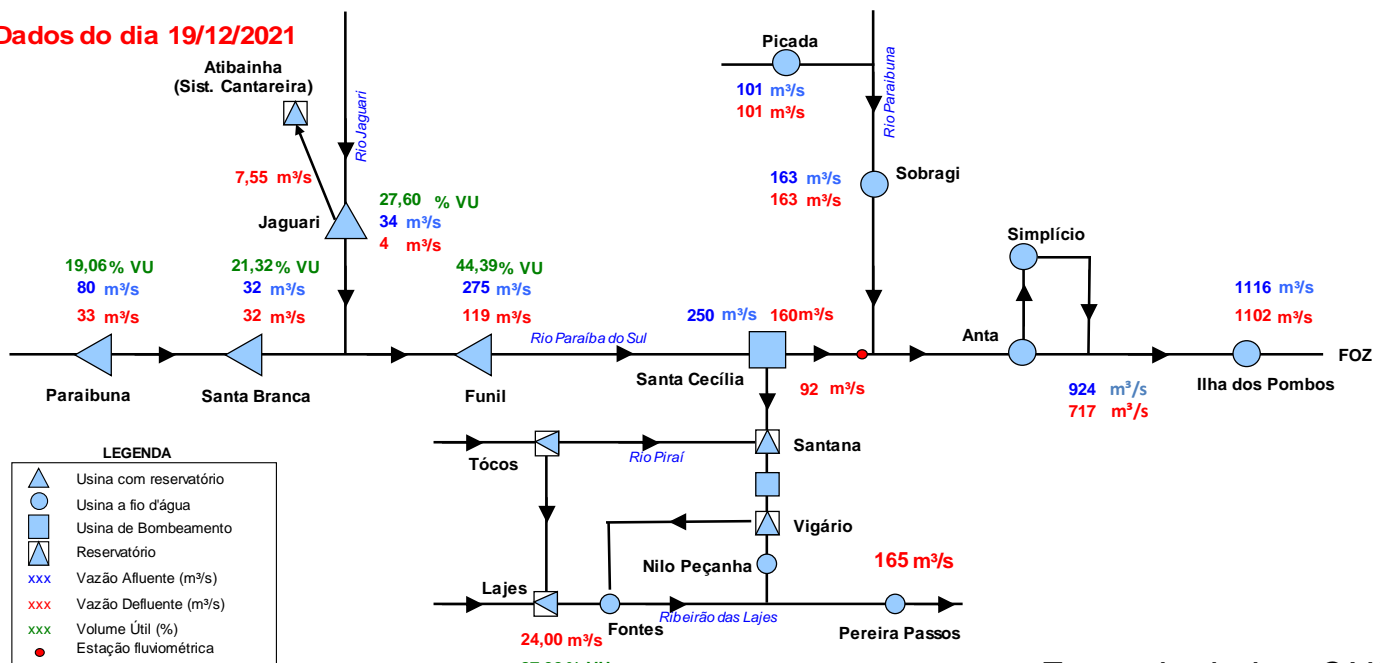 Dados do dia 19/12/2021
Atibainha
(Sist. Cantareira)
Rio Jaguari
7,55 m³/s
Jaguari
27,60 % VU
34 m³/s
4 m³/s
Picada
101 m³/s
101 m³/s
Rio Paraibuna
Sobragi
163 m³/s
163 m³/s
19,06% VU
80 m³/s
33 m³/s
Paraibuna
21,32% VU
32 m³/s
32 m³/s
Santa Branca
44,39% VU
275 m³/s
119 m³/s
Funil
Rio Paraíba do Sul
250 m³/s 160m³/s
Santa Cecília
92 m³/s
Simplício
Anta
924 m³/s
717 m³/s
1116 m³/s
1102 m³/s
Ilha dos Pombos
FOZ
Tócos
Rio Piraí
Santana
Vigário
Nilo Peçanha
165 m³/s
Lajes
Fontes
Ribeirão das Lajes
Pereira Passos
24,00 m³/s
LEGENDA
Usina com reservatório
Usina a fio d'água
Usina de Bombeamento
Reservatório
xxx Vazão Afluente (m³/s)
xxx Vazão Defluente (m³/s)
xxx Volume Útil (%)
Estação fluviométrica